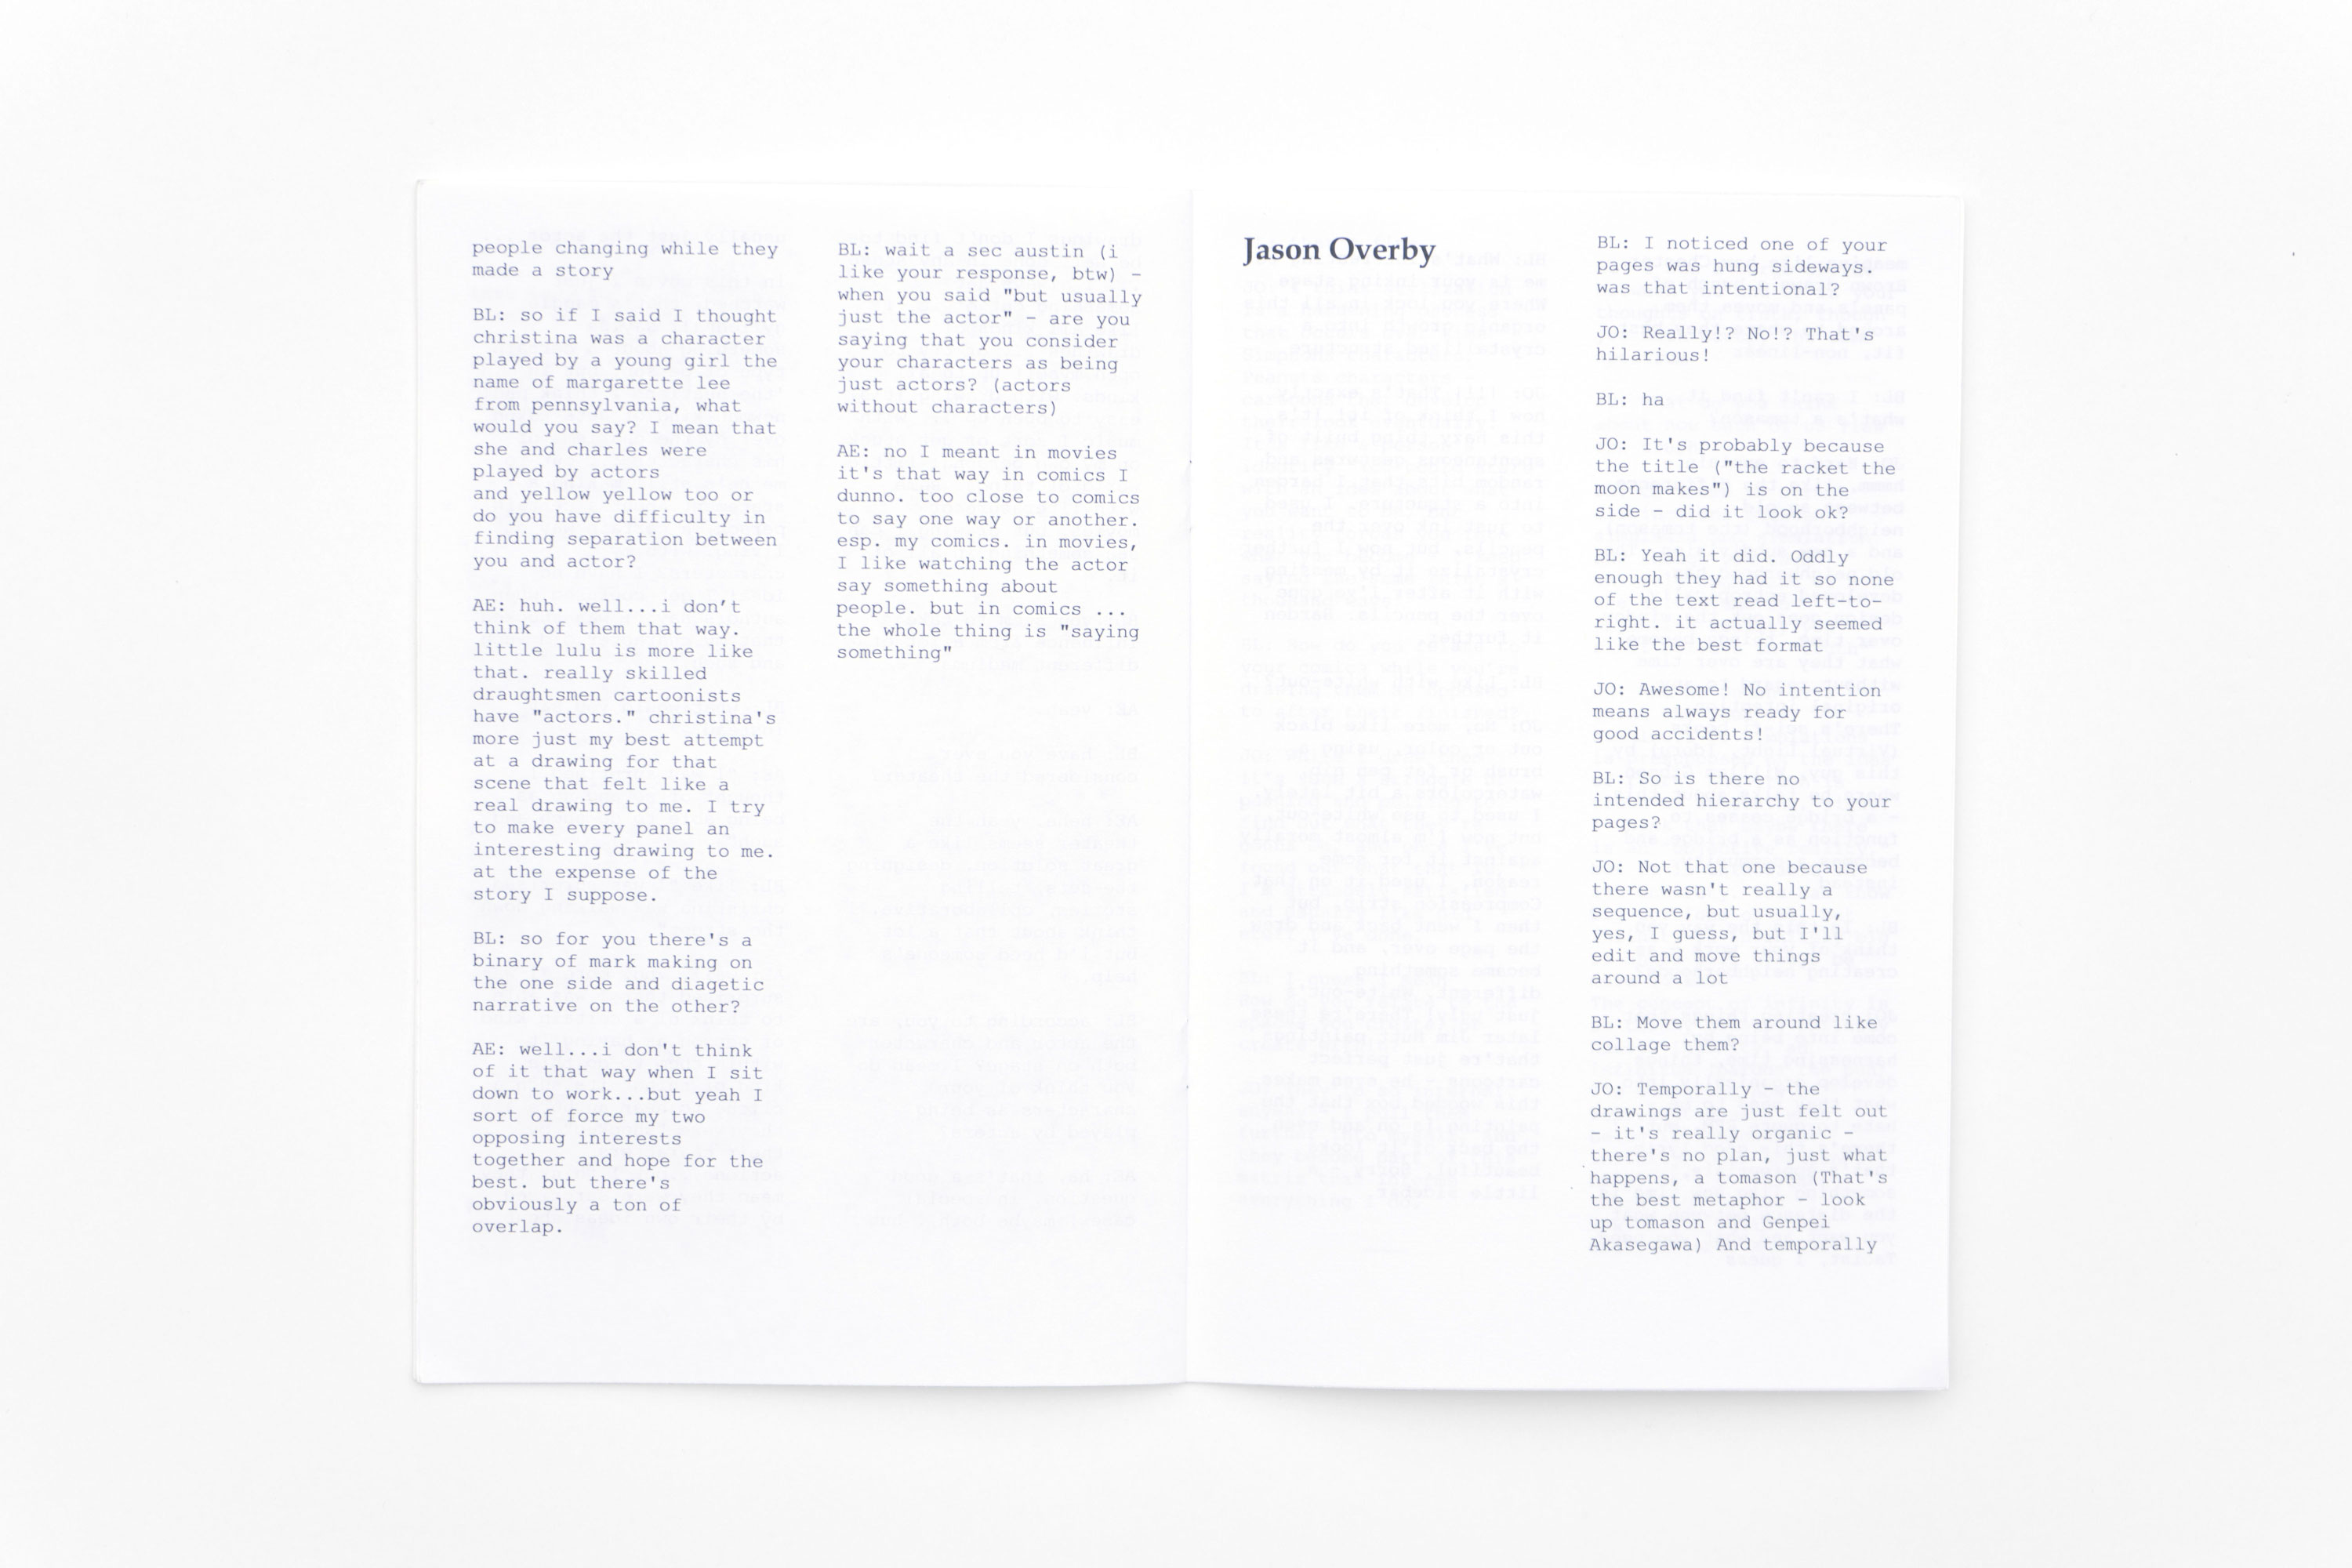 people changing while they
made a story
BL: so if I said I thought
christina was a character
played by a young girl the
name of margarette lee
from pennsylvania, what
would you say? I mean that
she and charles were
played by actors
and yellow yellow too or
do you have difficulty in
finding separation between
you and actor?
AE: huh. well...i don't
think of them that way.
little lulu is more like
that. really skilled
draughtsmen cartoonists
have "actors." christina's
more just my best attempt
at a drawing for that
scene that felt like a
real drawing to me. I try
to make every panel an
interesting drawing to me.
at the expense of the
story I suppose.
BL: so for you there's a
binary of mark making on
the one side and diagetic
narrative on the other?
AE: well...i don't think
of it that way when I sit
down to work...but yeah I
sort of force my two
opposing interests
together and hope for the
best. but there's
obviously a ton of
overlap.
BL: wait a sec austin (i
like your response, btw) –
when you said "but usually
just the actor" – are you
saying that you consider
your characters as being
just actors? (actors
without characters)
AE: no I meant in movies
it's that way in comics I
dunno. too close to comics
to say one way or another.
esp. my comics. in movies,
I like watching the actor
say something about
people. but in comics ...
the whole thing is "saying
something"
Jason Overby
BL: I noticed one of your
pages was hung sideways.
was that intentional?
JO: Really!? No!? That's
hilarious!
BL: ha
JO: It's probably because
the title ("the racket the
moon makes") is on the
side – did it look ok?
BL: Yeah it did. Oddly
enough they had it so none
of the text read left-to-
right. it actually seemed
like the best format
JO: Awesome! No intention
means always ready for
good accidents!
BL: So is there no
intended hierarchy to your
pages?
JO: Not that one because
there wasn't really a
sequence, but usually,
yes, I guess, but I'll
edit and move things
around a lot
BL: Move them around like
collage them?
JO: Temporally – the
drawings are just felt out
– it's really organic –
there's no plan, just what
happens, a tomason (That's
the best metaphor – look
up tomason and Genpei
Akasegawa) And temporally